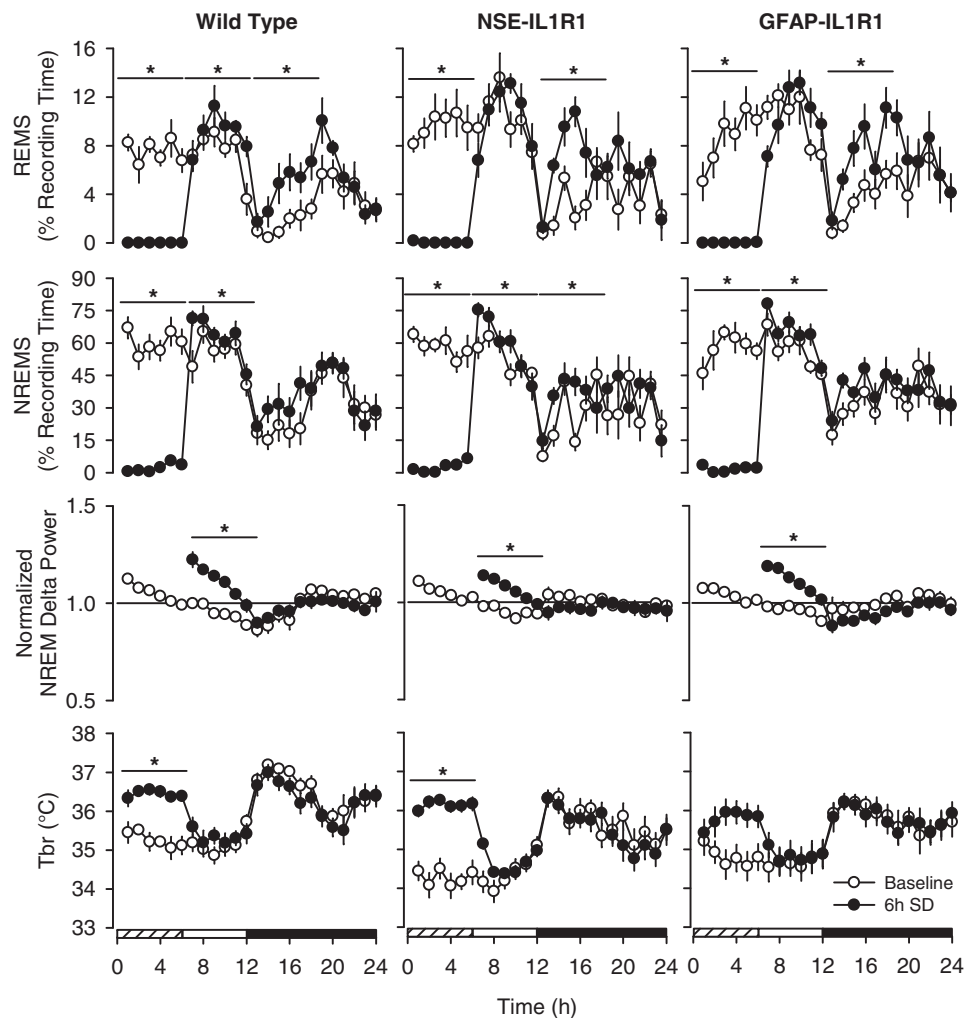 Wild Type NSE-IL1R1 GFAP-IL1R1
* * * * * * *
REMS
(% Recording Time)
16
12
8
4
0
* * * * * * *
NREMS
(% Recording Time)
90
75
60
45
30
15
0
* * *
Normalized
NREM Delta Power
1.5
1.0
0.5
* *
Tbr (°C)
38
37
36
35
34
33
Baseline
6h SD
0 4 8 12 16 20 24 0 4 8 12 16 20 24 0 4 8 12 16 20 24
Time (h)